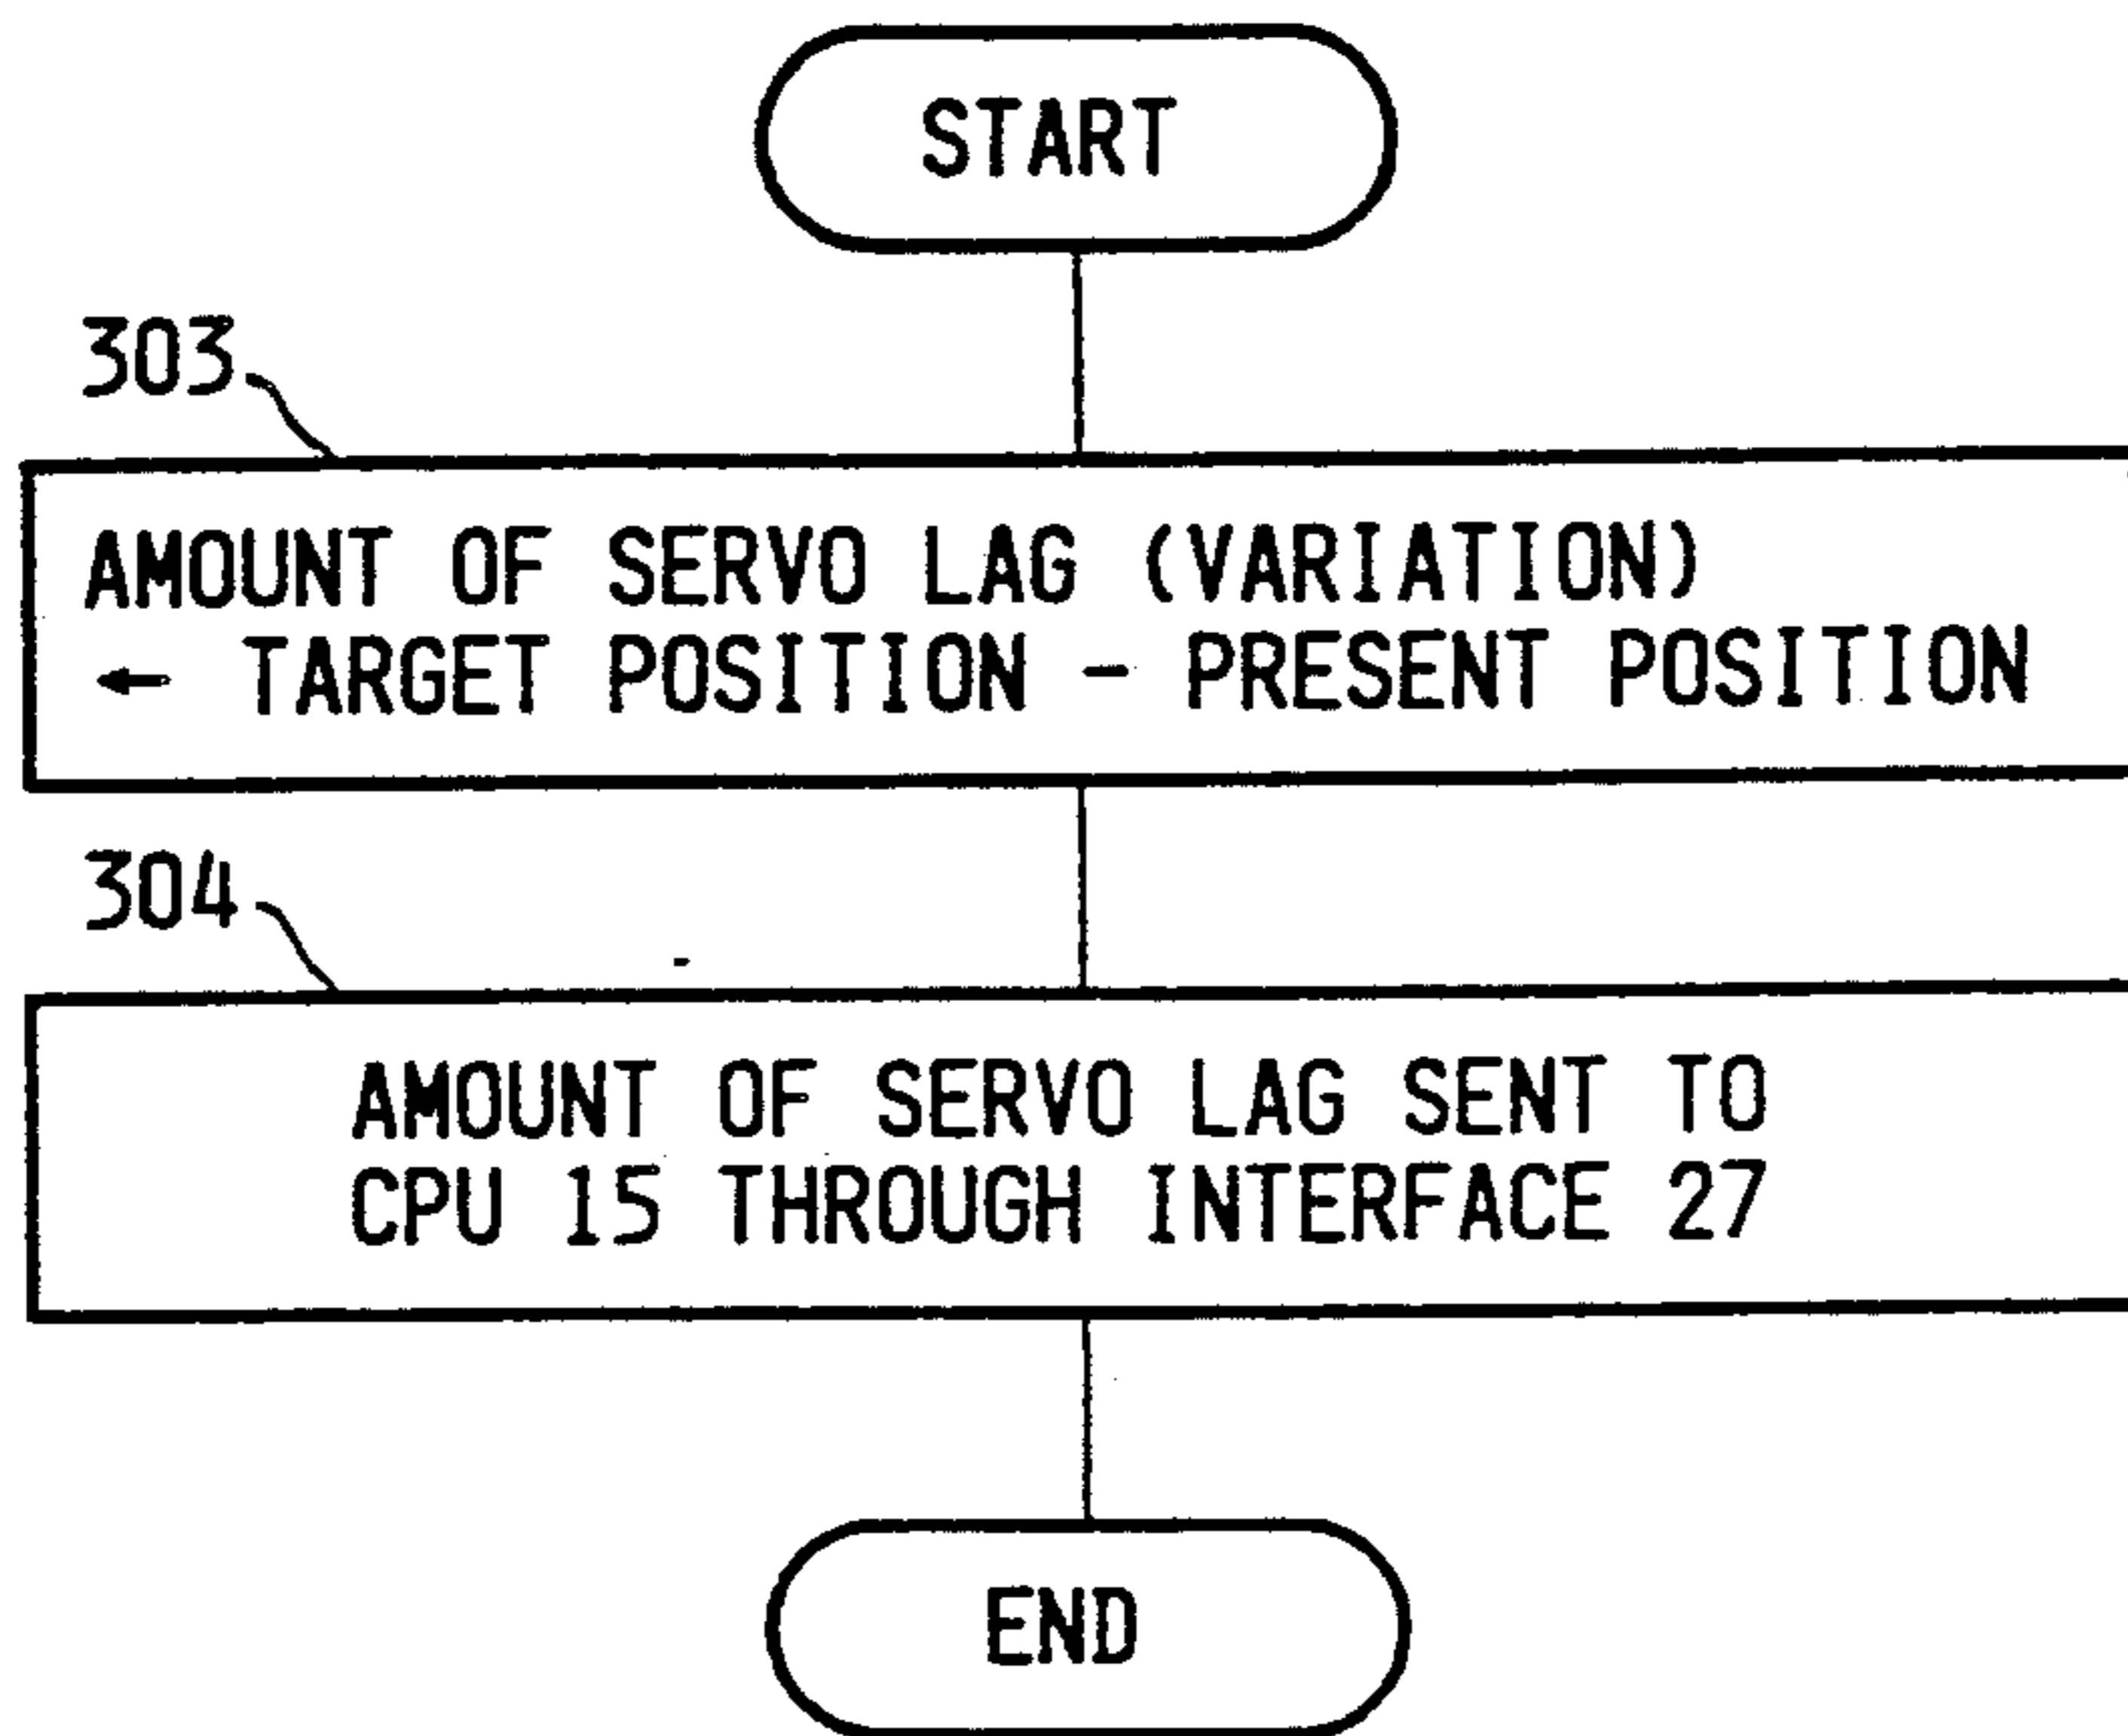 START
303
AMOUNT OF SERVO LAG (VARIATION)
← TARGET POSITION - PRESENT POSITION
304
AMOUNT OF SERVO LAG SENT TO
CPU 15 THROUGH INTERFACE 27
END